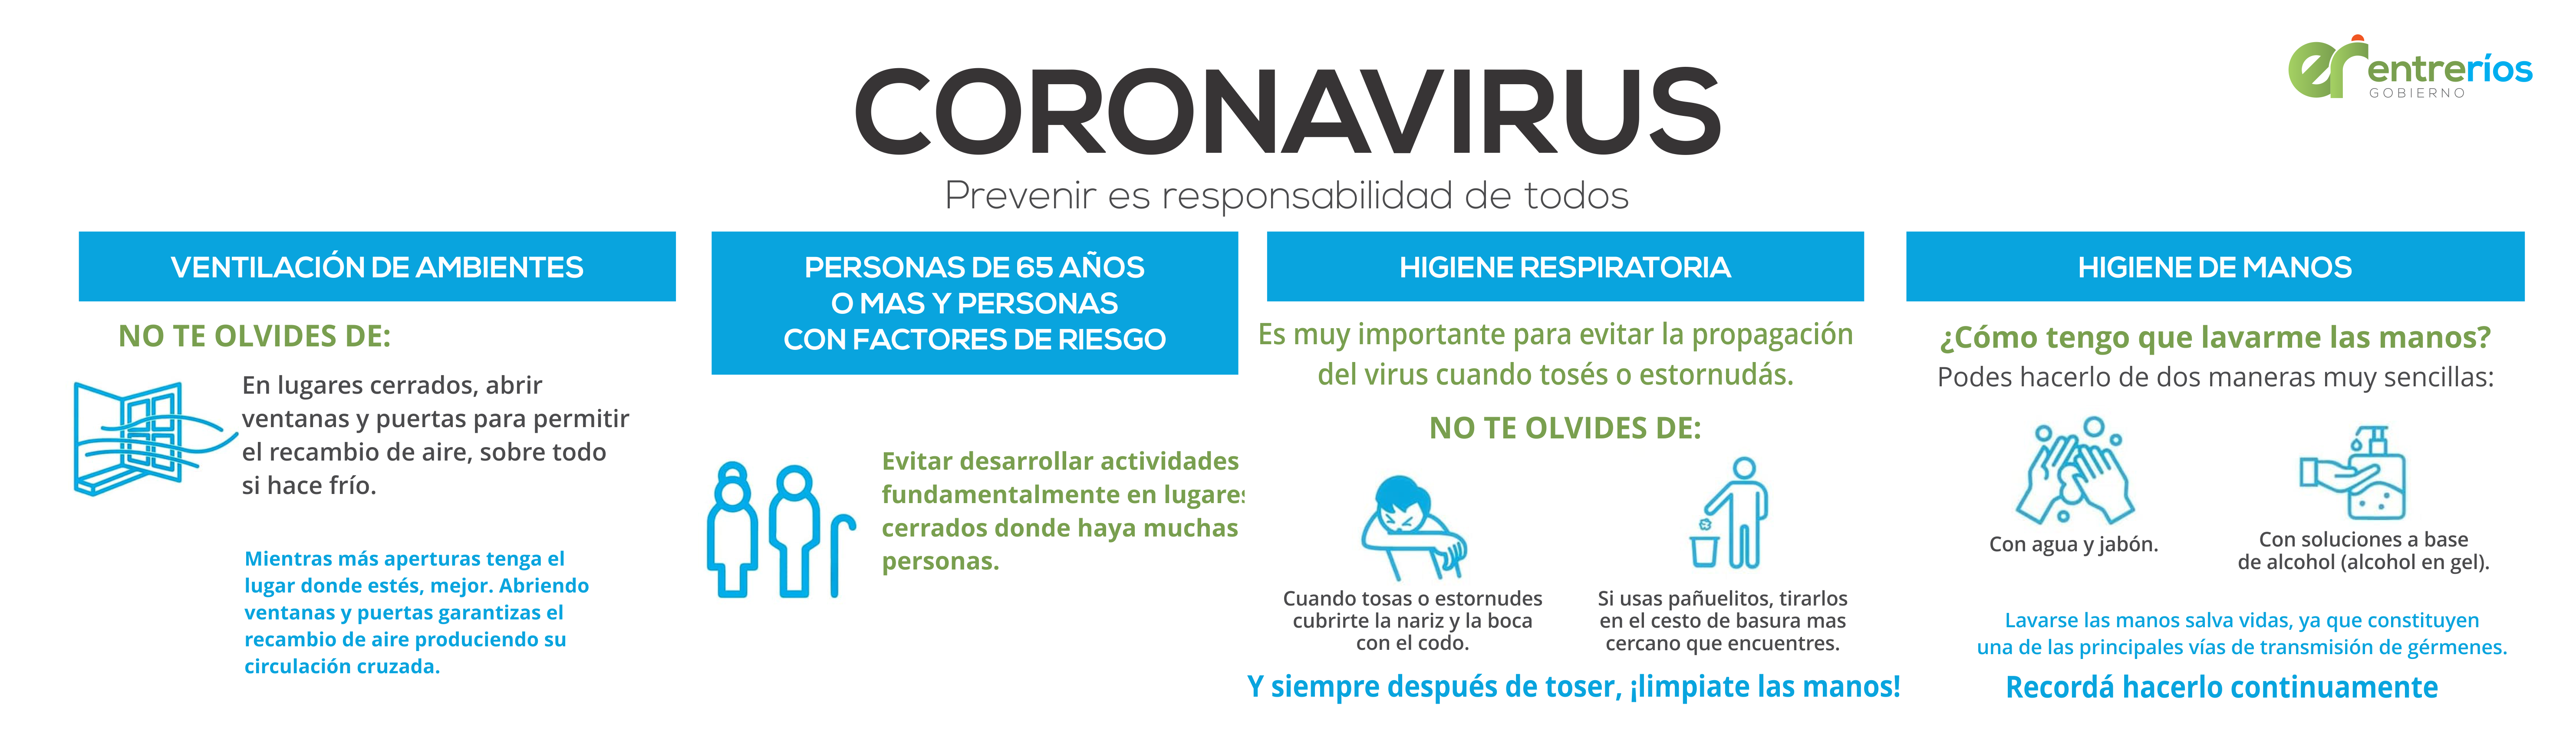 CORONAVIRUS
Prevenir es responsabilidad de todos
entreríos
GOBIERNO
VENTILACIÓN DE AMBIENTES
NO TE OLVIDES DE:
En lugares cerrados, abrir
ventanas y puertas para permitir
el recambio de aire, sobre todo
si hace frío.
Mientras más aperturas tenga el
lugar donde estés, mejor. Abriendo
ventanas y puertas garantizas el
recambio de aire produciendo su
circulación cruzada.
PERSONAS DE 65 AÑOS
O MAS Y PERSONAS
CON FACTORES DE RIESGO
Evitar desarrollar actividades
fundamentalmente en lugares
cerrados donde haya muchas
personas.
HIGIENE RESPIRATORIA
Es muy importante para evitar la propagación
del virus cuando tosés o estornudás.
NO TE OLVIDES DE:
Cuando tosas o estornudes
cubrirte la nariz y la boca
con el codo.
Si usas pañuelitos, tirarlos
en el cesto de basura mas
cercano que encuentres.
Y siempre después de toser, ¡limpiate las manos!
HIGIENE DE MANOS
¿Cómo tengo que lavarme las manos?
Podes hacerlo de dos maneras muy sencillas:
Con agua y jabón.
Con soluciones a base
de alcohol (alcohol en gel).
Lavarse las manos salva vidas, ya que constituyen
una de las principales vías de transmisión de gérmenes.
Recordá hacerlo continuamente